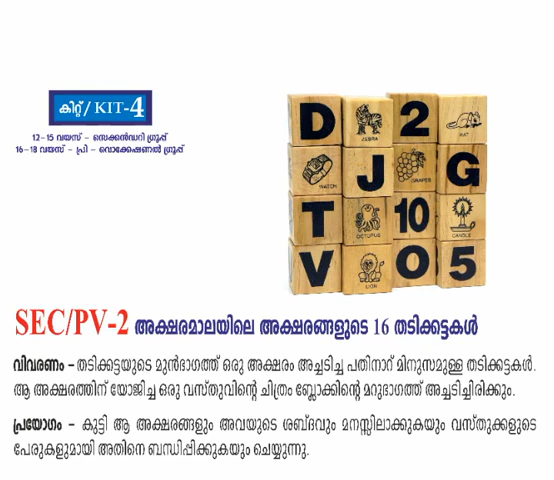 കിറ്റ് / KIT-4
12-15 വയസ് - സെക്കൻഡറി ഗ്രൂപ്പ്
16-18 വയസ് - പ്രി - വൊക്കേഷണൽ ഗ്രൂപ്പ്
D ZEBRA 2 RAT
WATCH J GRAPES G
T OCTOPUS 10 CANDLE
V LION O 5
SEC/PV-2 അക്ഷരമാലയിലെ അക്ഷരങ്ങളുടെ 16 തടിക്കട്ടകൾ
വിവരണം - തടിക്കട്ടയുടെ മുൻഭാഗത്ത് ഒരു അക്ഷരം അച്ചടിച്ച പതിനാറ് മിനുസമുള്ള തടിക്കട്ടകൾ.
ആ അക്ഷരത്തിന് യോജിച്ച ഒരു വസ്തുവിന്റെ ചിത്രം ബ്ലോക്കിന്റെ മറുഭാഗത്ത് അച്ചടിച്ചിരിക്കും.
പ്രയോഗം - കുട്ടി ആ അക്ഷരങ്ങളും അവയുടെ ശബ്ദവും മനസ്സിലാക്കുകയും വസ്തുക്കളുടെ
പേരുകളുമായി അതിനെ ബന്ധിപ്പിക്കുകയും ചെയ്യുന്നു.